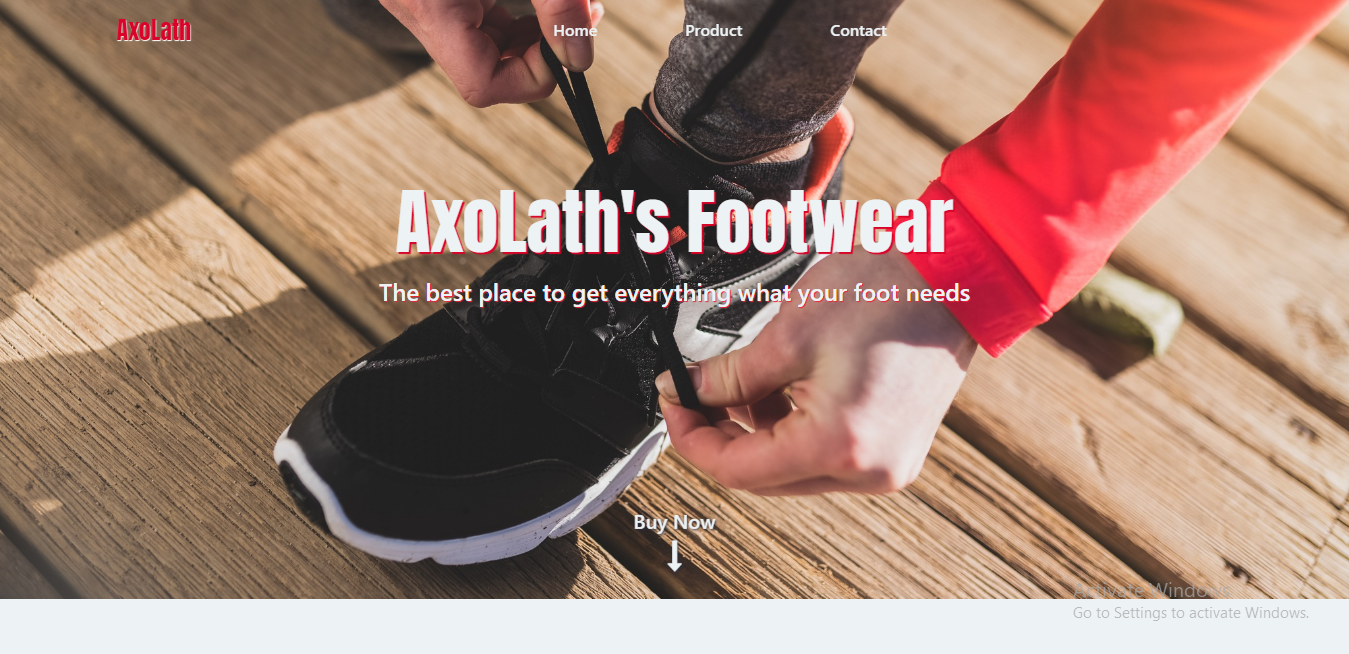 AxoLath
Home Product Contact
AxoLath's Footwear
The best place to get everything what your foot needs
Buy Now
Activate Windows
Go to Settings to activate Windows.